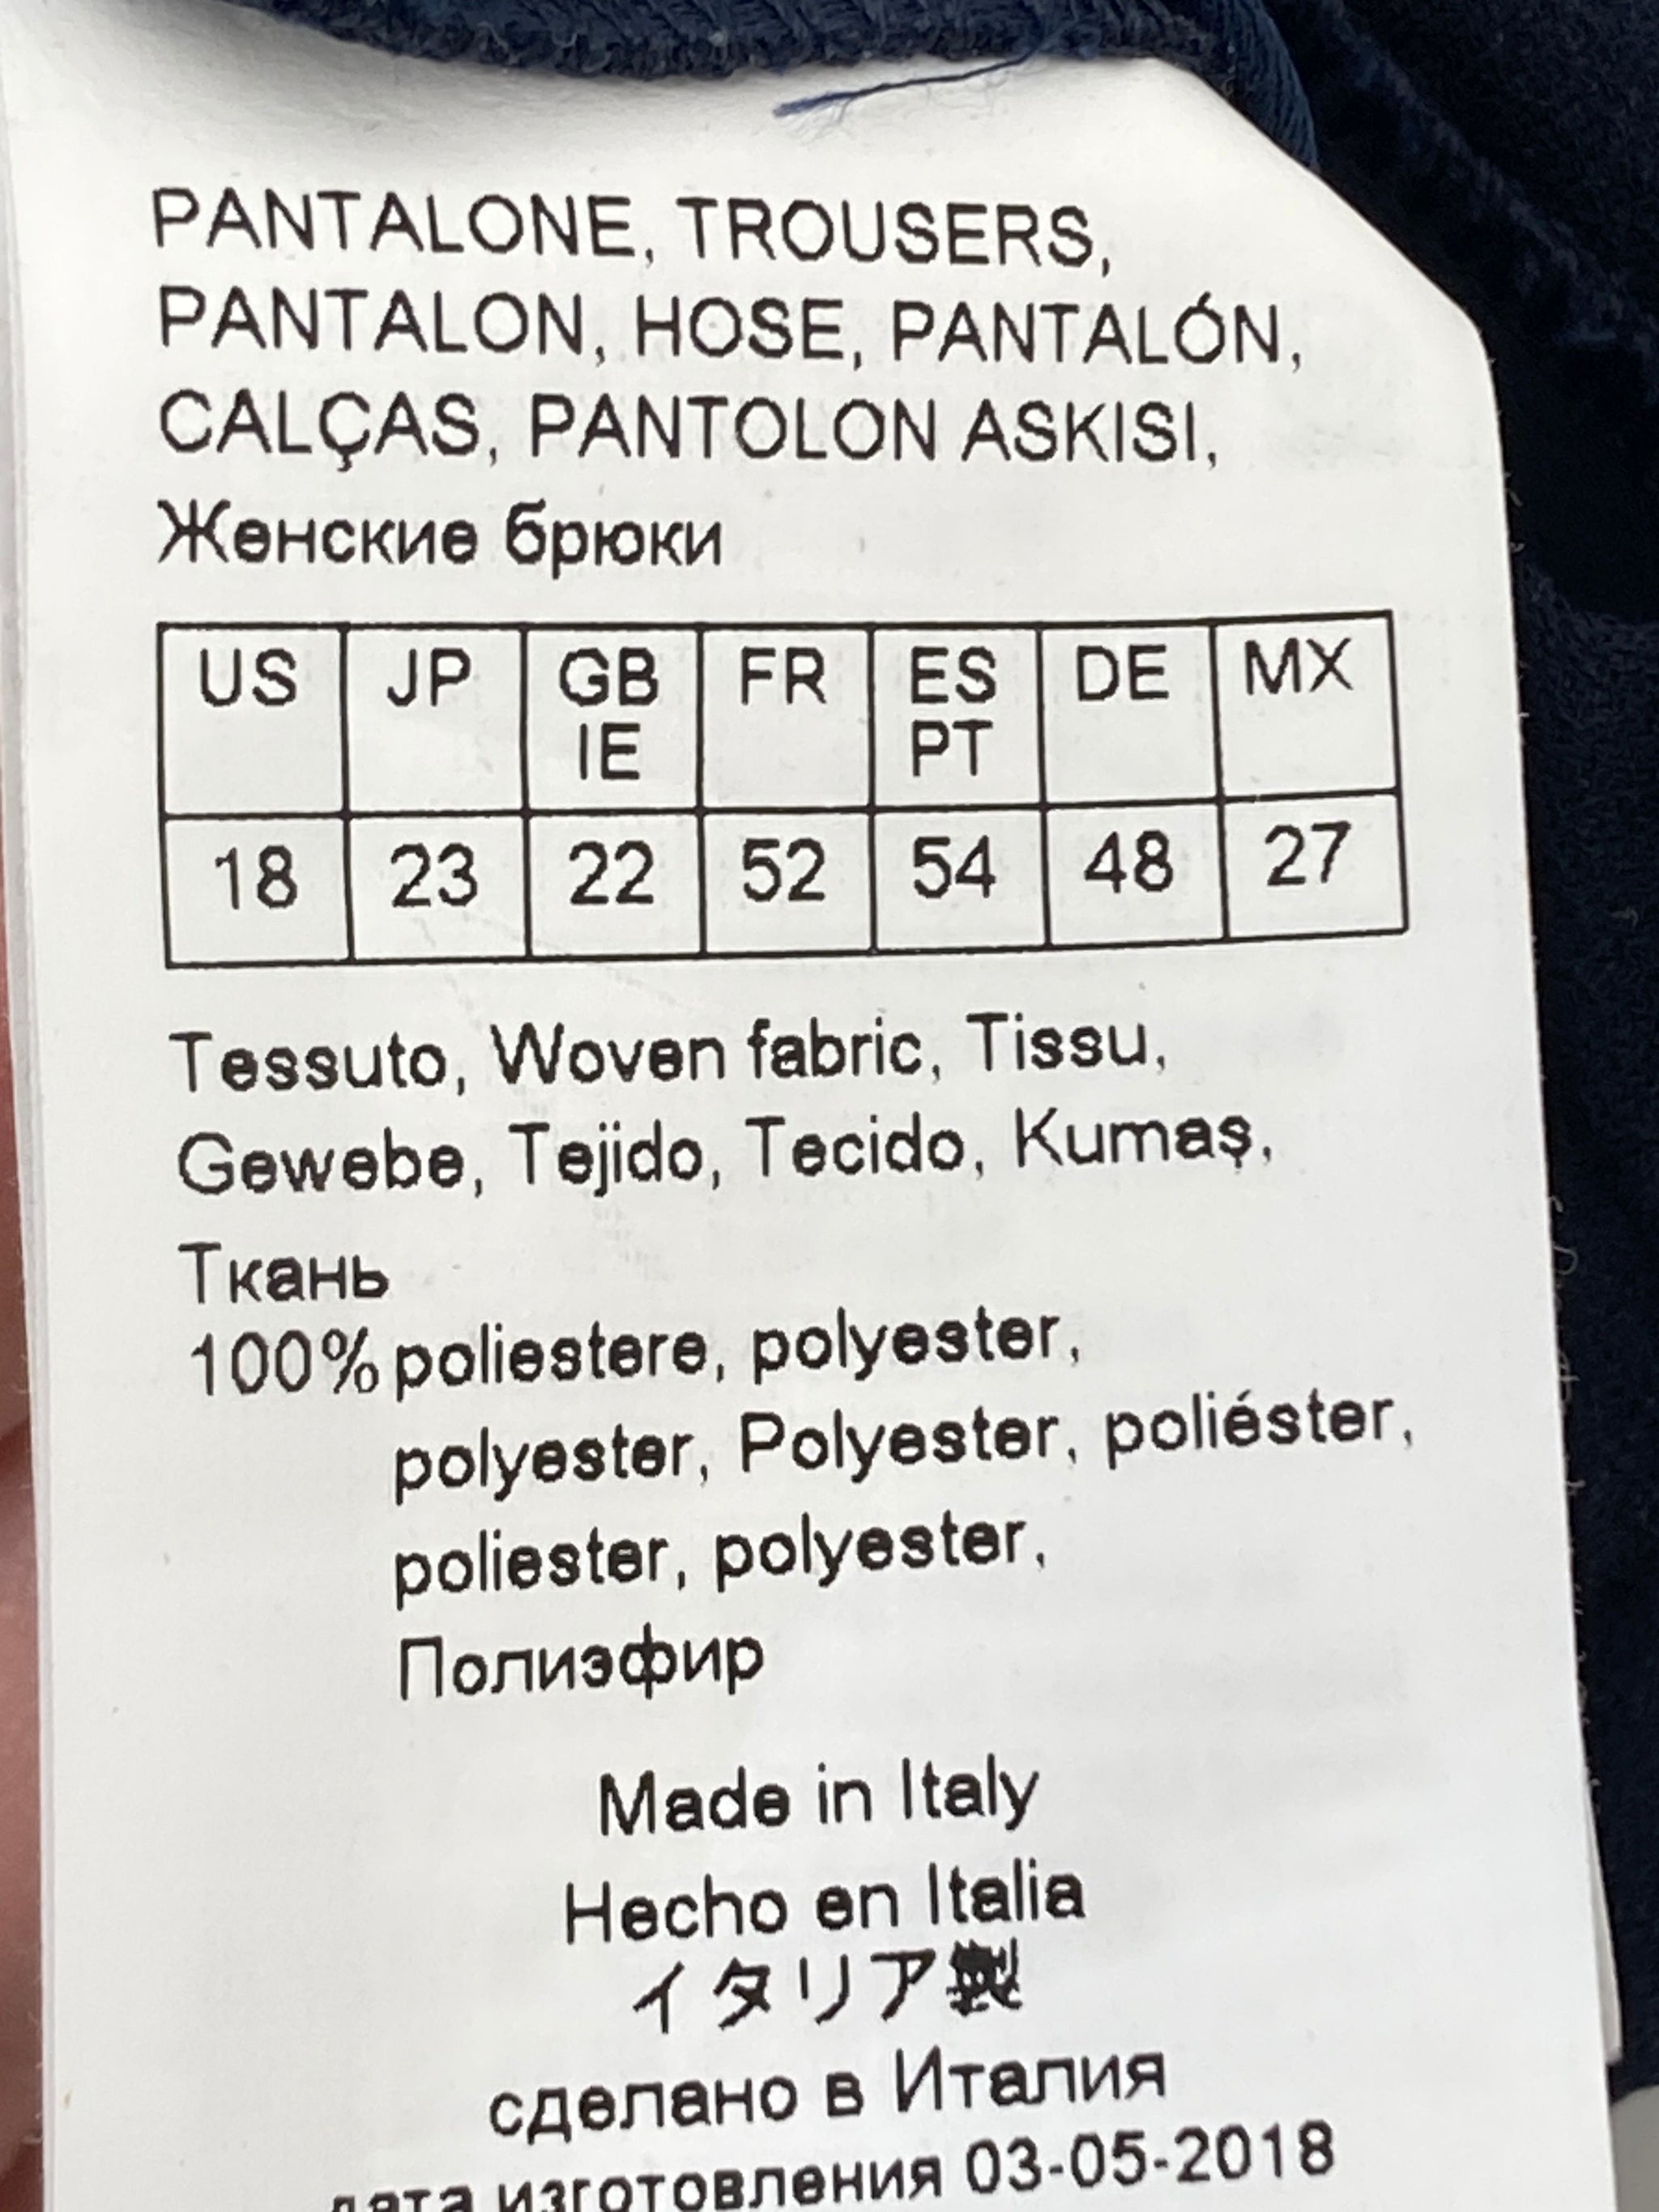 PANTALONE, TROUSERS,
PANTALON, HOSE, PANTALÓN,
CALÇAS, PANTOLON ASKISI,
Женские брюки
US JP GB FR ES DE MX
IE PT
18 23 22 52 54 48 27
Tessuto, Woven fabric, Tissu,
Gewebe, Tejido, Tecido, Kumaş,
Ткань
100% poliestere, polyester,
polyester, Polyester, poliéster,
poliester, polyester,
Полиэфир
Made in Italy
Hecho en Italia
イタリア製
сделано в Италия
дата изготовления 03-05-2018